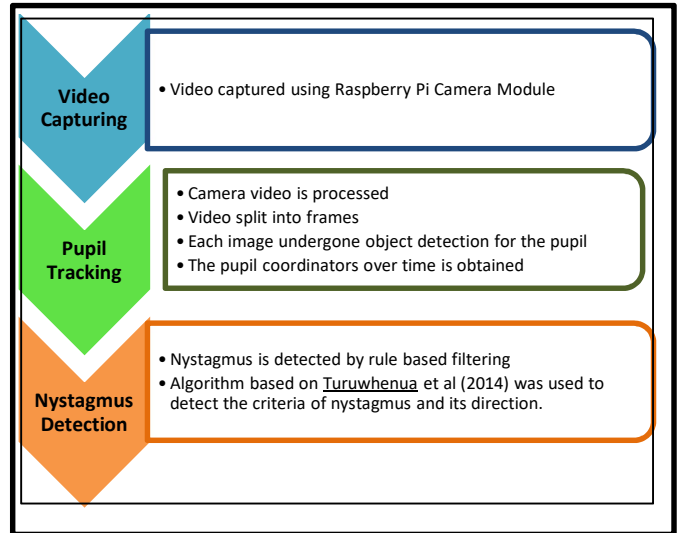 Video
Capturing
• Video captured using Raspberry Pi Camera Module
Pupil
Tracking
• Camera video is processed
• Video split into frames
• Each image undergone object detection for the pupil
• The pupil coordinators over time is obtained
Nystagmus
Detection
• Nystagmus is detected by rule based filtering
• Algorithm based on Turuwhenua et al (2014) was used to
detect the criteria of nystagmus and its direction.